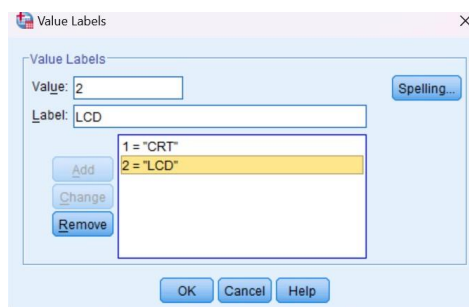 Value Labels
Value Labels
Value: 2
Spelling...
Label: LCD
1 = "CRT"
2 = "LCD"
Add
Change
Remove
OK Cancel Help